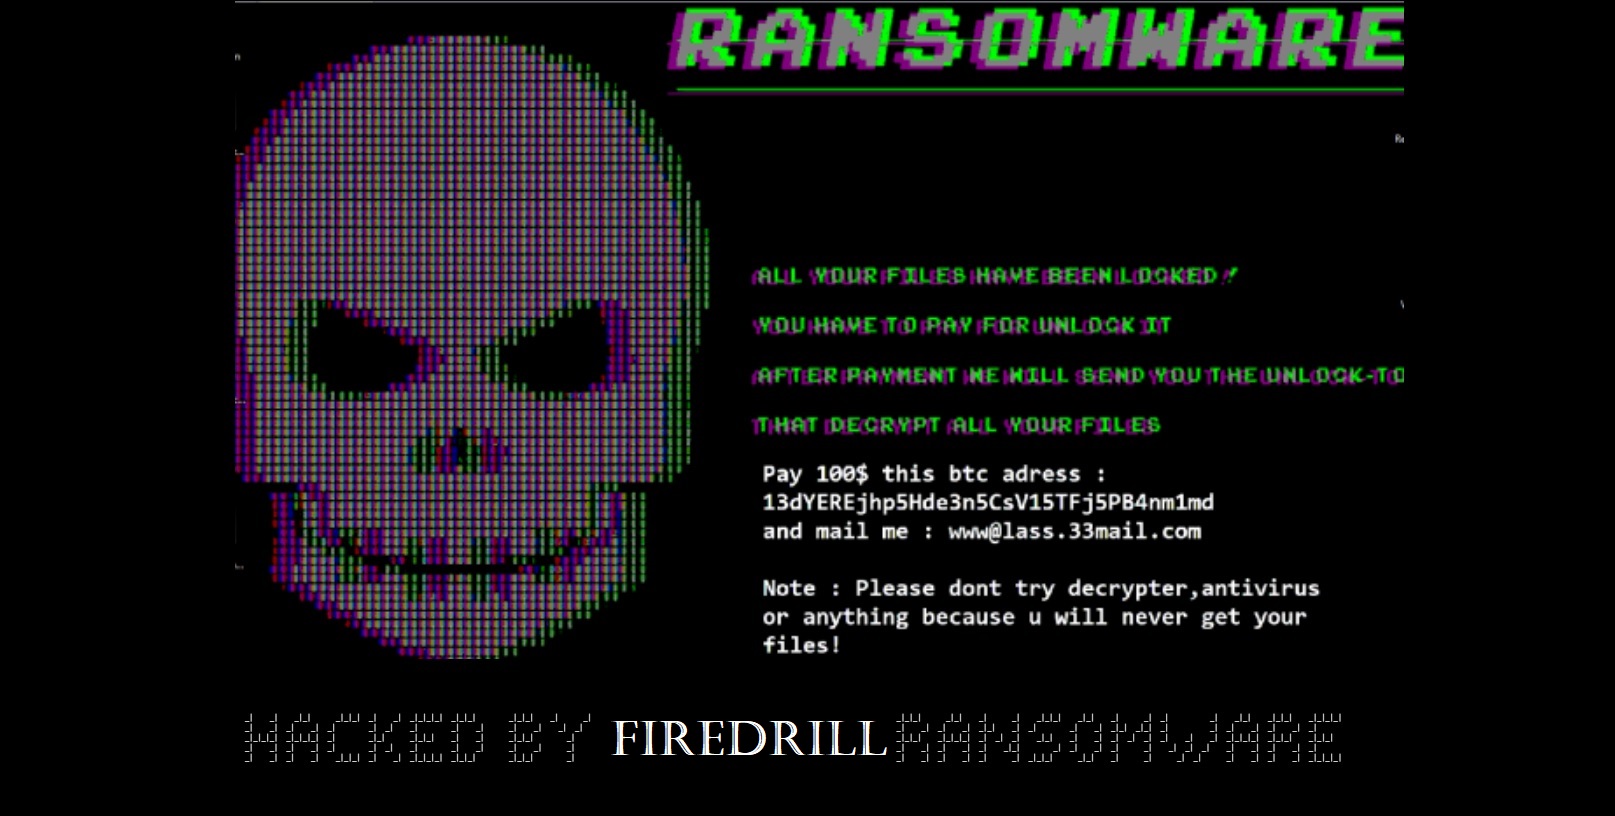 RANSOMWARE
ALL YOUR FILES HAVE BEEN LOCKED!
YOU HAVE TO PAY FOR UNLOCK IT
AFTER PAYMENT WE WILL SEND YOU THE UNLOCK-TO
THAT DECRYPT ALL YOUR FILES
Pay 100$ this btc adress :
13dYEREjhp5Hde3n5CsV15TFj5PB4nm1md
and mail me : www@lass.33mail.com
Note : Please dont try decrypter,antivirus
or anything because u will never get your
files!
HACKED BY FIREDRILL RANSOMWARE